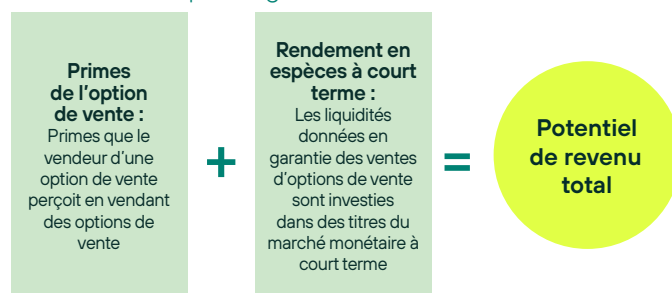 Primes
de l'option
de vente :
Primes que le
vendeur d'une
option de vente
perçoit en vendant
des options de
vente
+
Rendement en
espèces à court
terme :
Les liquidités
données en
garantie des ventes
d'options de vente
sont investies
dans des titres du
marché monétaire à
court terme
=
Potentiel
de revenu
total